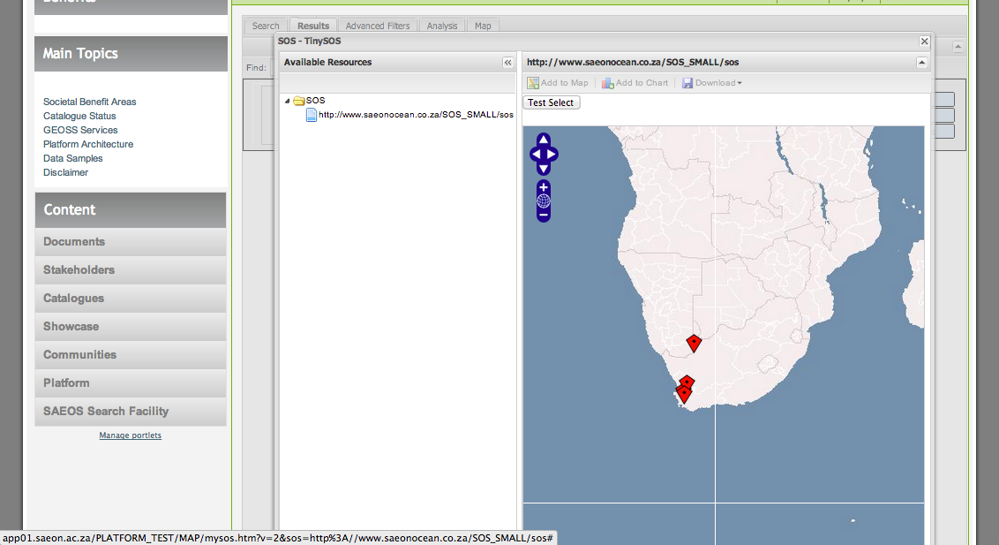 Benefits
Main Topics
Societal Benefit Areas
Catalogue Status
GEOSS Services
Platform Architecture
Data Samples
Disclaimer
Content
Documents
Stakeholders
Catalogues
Showcase
Communities
Platform
SAEOS Search Facility
Manage portlets
Search
Results
Advanced Filters
Analysis
Map
Find:
SOS - TinySOS
Available Resources
SOS
http://www.saeonocean.co.za/SOS_SMALL/sos
http://www.saeonocean.co.za/SOS_SMALL/sos
Add to Map
Add to Chart
Download
Test Select
app01.saeon.ac.za/PLATFORM_TEST/MAP/mysos.htm?v=2&sos=http%3A//www.saeonocean.co.za/SOS_SMALL/sos#